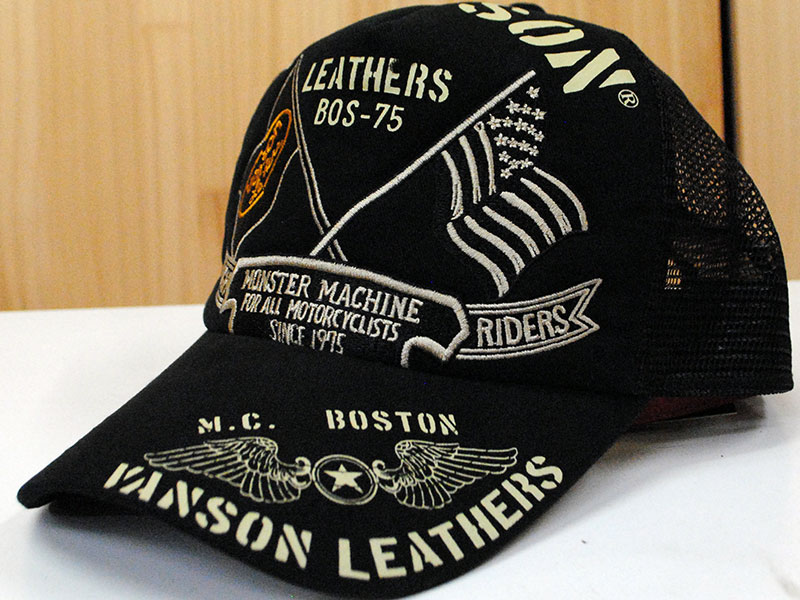 SON®
LEATHERS
BOS-75
MONSTER MACHINE
FOR ALL MOTORCYCLISTS
SINCE 1975
RIDERS
M.C. BOSTON
VANSON LEATHERS